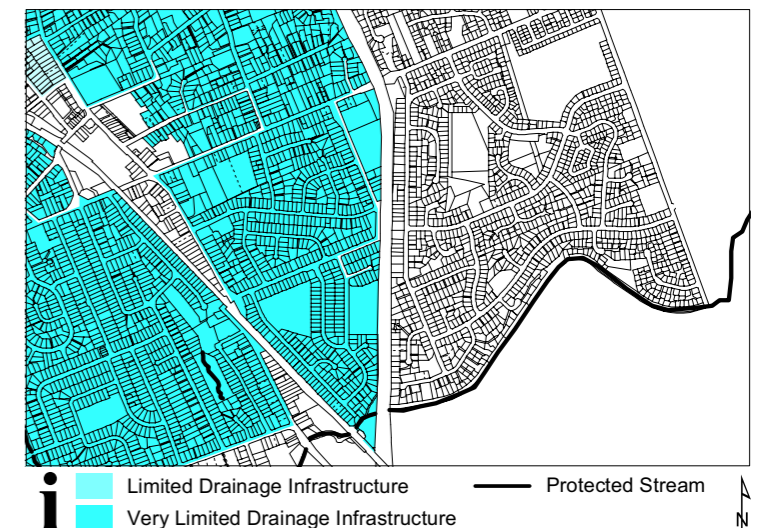 i
Limited Drainage Infrastructure
Protected Stream
Very Limited Drainage Infrastructure
N